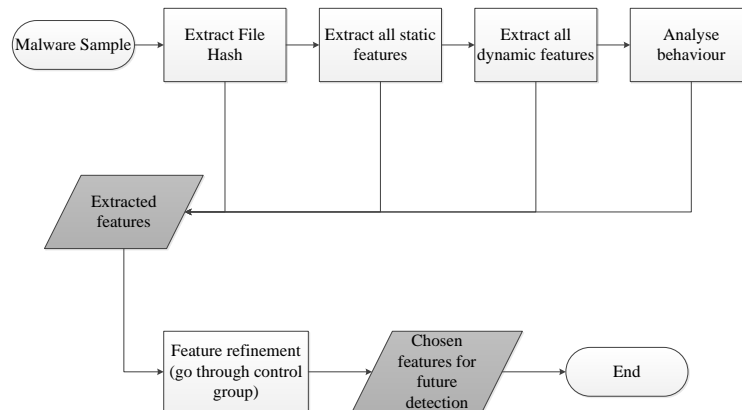 Malware Sample
Extract File
Hash
Extract all static
features
Extract all
dynamic features
Analyse
behaviour
Extracted
features
Feature refinement
(go through control
group)
Chosen
features for
future
detection
End